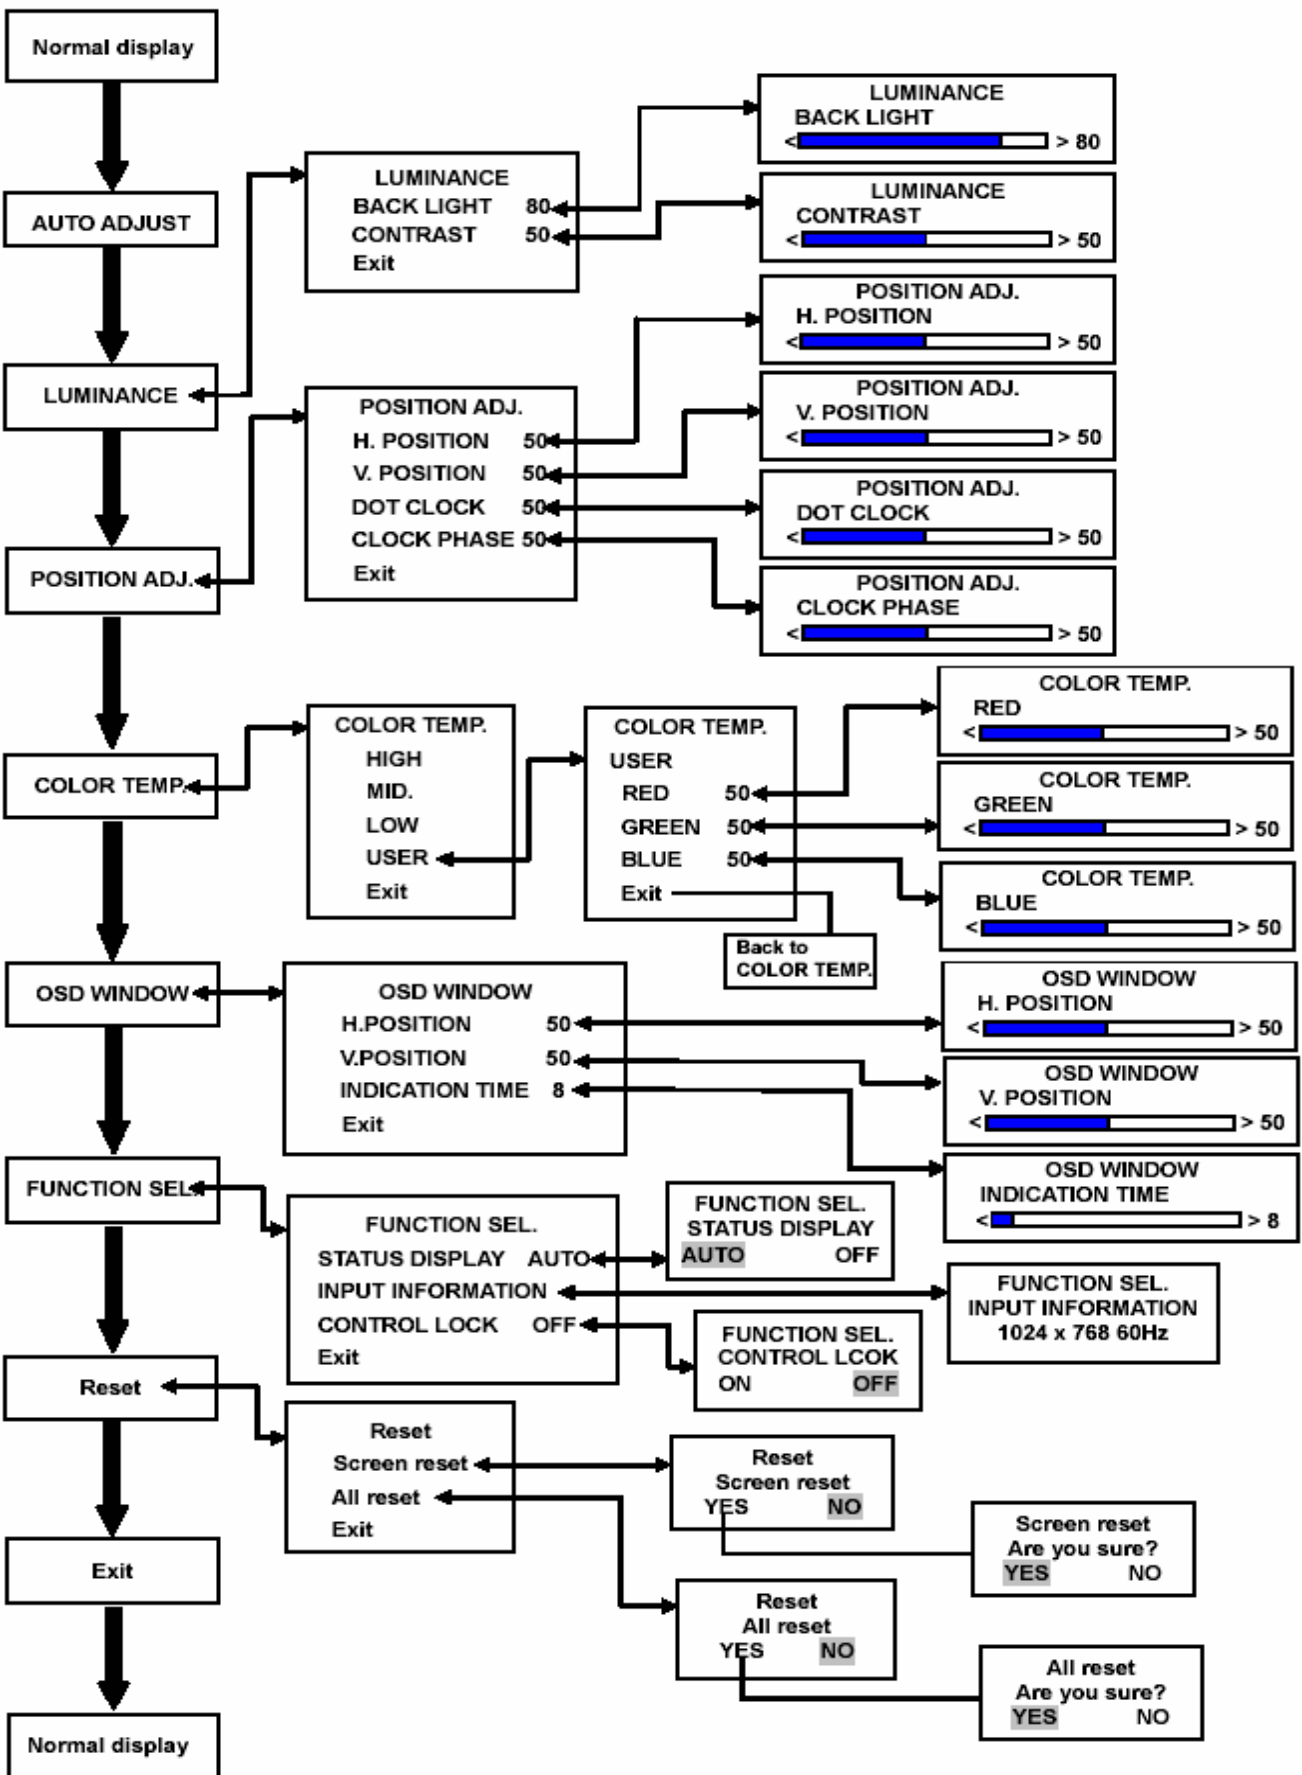 Normal display
AUTO ADJUST
LUMINANCE
POSITION ADJ.
COLOR TEMP.
OSD WINDOW
FUNCTION SEL.
Reset
Exit
Normal display
LUMINANCE
BACK LIGHT 80
CONTRAST 50
Exit
LUMINANCE
BACK LIGHT
< > 80
LUMINANCE
CONTRAST
< > 50
POSITION ADJ.
H. POSITION 50
V. POSITION 50
DOT CLOCK 50
CLOCK PHASE 50
Exit
POSITION ADJ.
H. POSITION
< > 50
POSITION ADJ.
V. POSITION
< > 50
POSITION ADJ.
DOT CLOCK
< > 50
POSITION ADJ.
CLOCK PHASE
< > 50
COLOR TEMP.
HIGH
MID.
LOW
USER
Exit
COLOR TEMP.
USER
RED 50
GREEN 50
BLUE 50
Exit
Back to
COLOR TEMP.
COLOR TEMP.
RED
< > 50
COLOR TEMP.
GREEN
< > 50
COLOR TEMP.
BLUE
< > 50
OSD WINDOW
H.POSITION 50
V.POSITION 50
INDICATION TIME 8
Exit
OSD WINDOW
H. POSITION
< > 50
OSD WINDOW
V. POSITION
< > 50
OSD WINDOW
INDICATION TIME
< > 8
FUNCTION SEL.
STATUS DISPLAY AUTO
INPUT INFORMATION
CONTROL LOCK OFF
Exit
FUNCTION SEL.
STATUS DISPLAY
AUTO OFF
FUNCTION SEL.
INPUT INFORMATION
1024 x 768 60Hz
FUNCTION SEL.
CONTROL LCOK
ON OFF
Reset
Screen reset
All reset
Exit
Reset
Screen reset
YES NO
Screen reset
Are you sure?
YES NO
Reset
All reset
YES NO
All reset
Are you sure?
YES NO